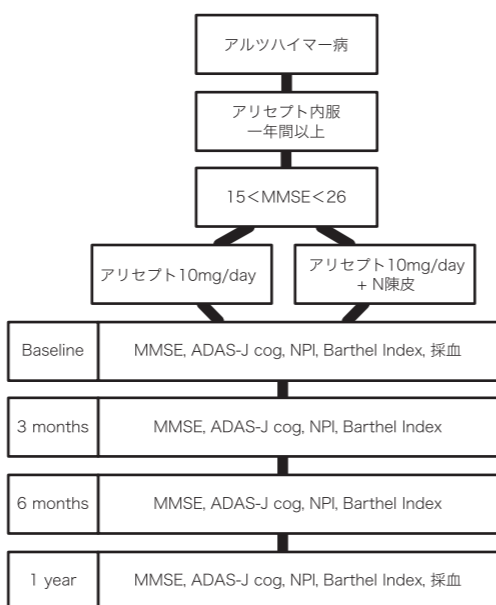 アルツハイマー病
アリセプト内服
一年間以上
15＜MMSE＜26
アリセプト10mg/day
アリセプト10mg/day
+ N陳皮
Baseline
MMSE, ADAS-J cog, NPI, Barthel Index, 採血
3 months
MMSE, ADAS-J cog, NPI, Barthel Index
6 months
MMSE, ADAS-J cog, NPI, Barthel Index
1 year
MMSE, ADAS-J cog, NPI, Barthel Index, 採血